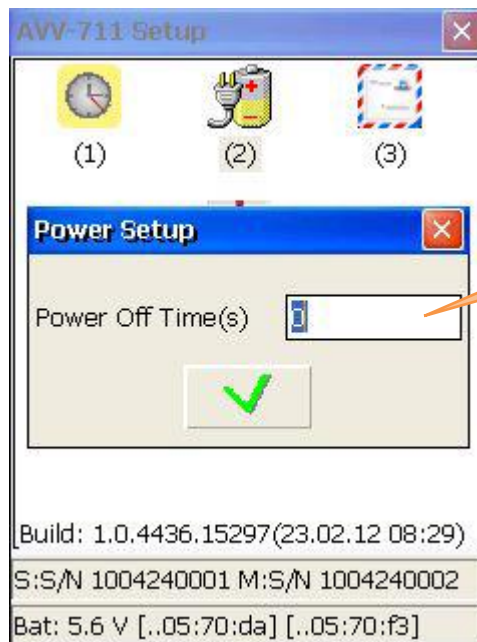 AVV-711 Setup
(1) (2) (3)
Power Setup
Power Off Time(s) 0
Build: 1.0.4436.15297(23.02.12 08:29)
S:S/N 1004240001 M:S/N 1004240002
Bat: 5.6 V [..05:70:da] [..05:70:f3]